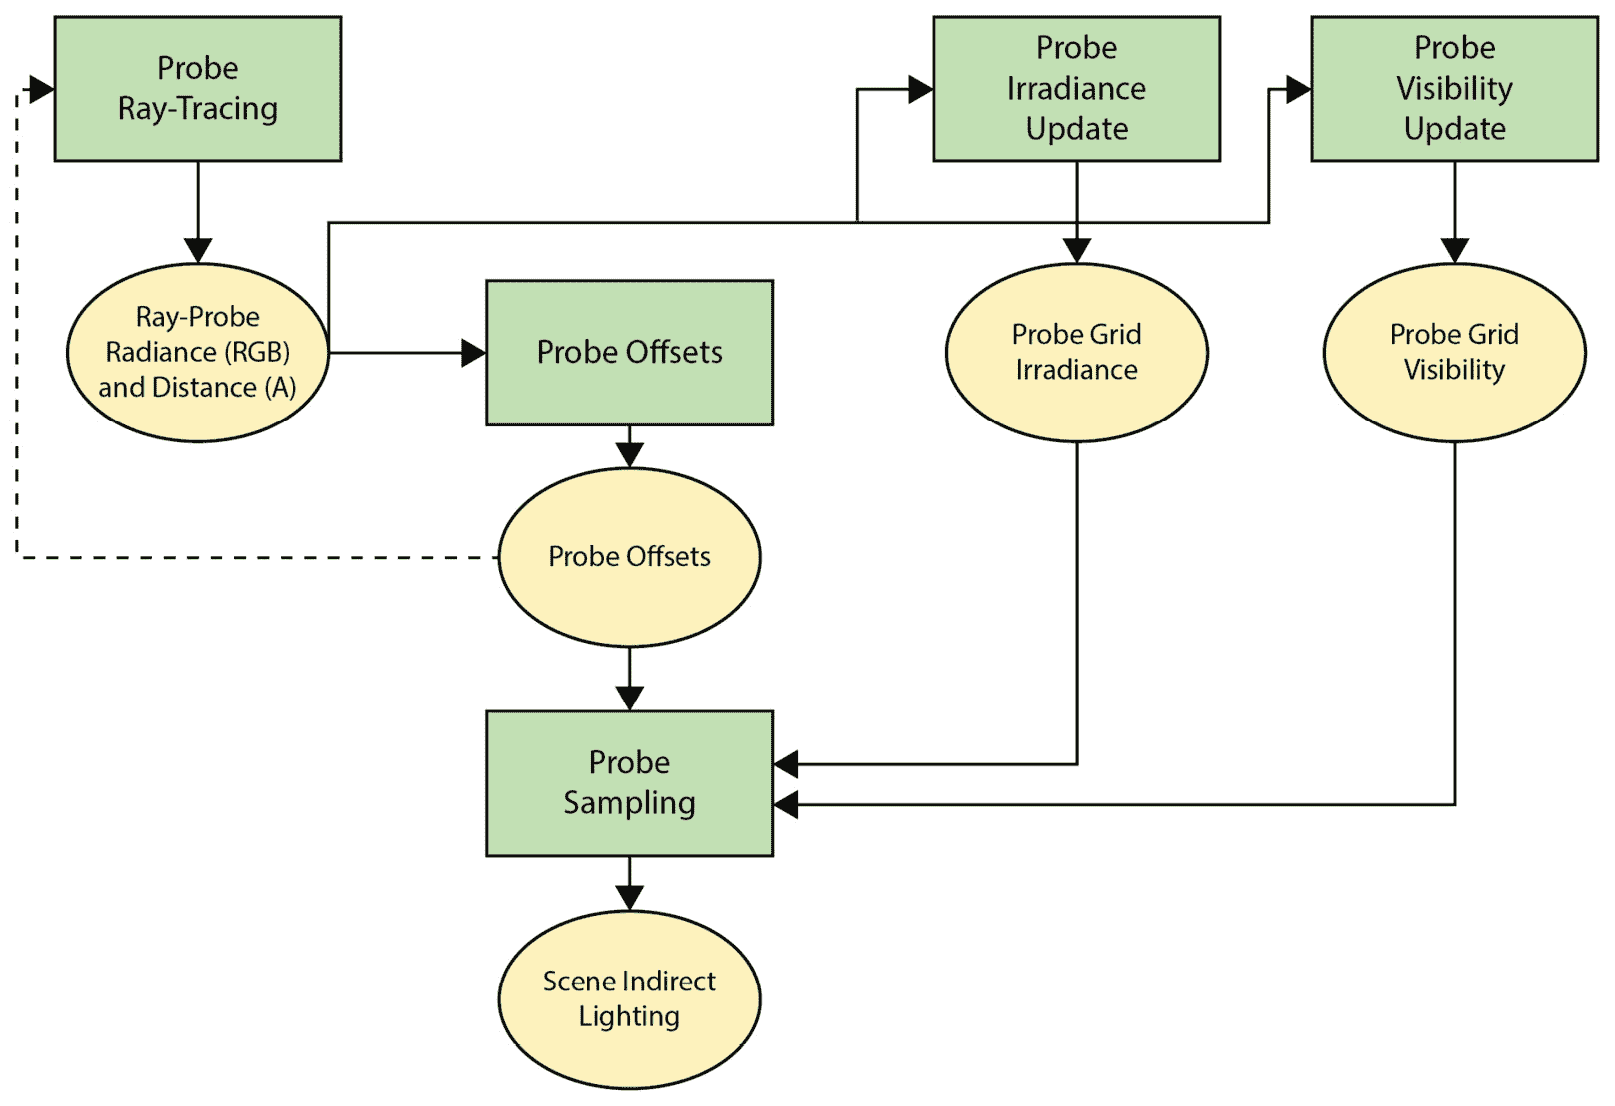 Probe
Ray-Tracing
Probe
Irradiance
Update
Probe
Visibility
Update
Ray-Probe
Radiance (RGB)
and Distance (A)
Probe Offsets
Probe Grid
Irradiance
Probe Grid
Visibility
Probe Offsets
Probe
Sampling
Scene Indirect
Lighting